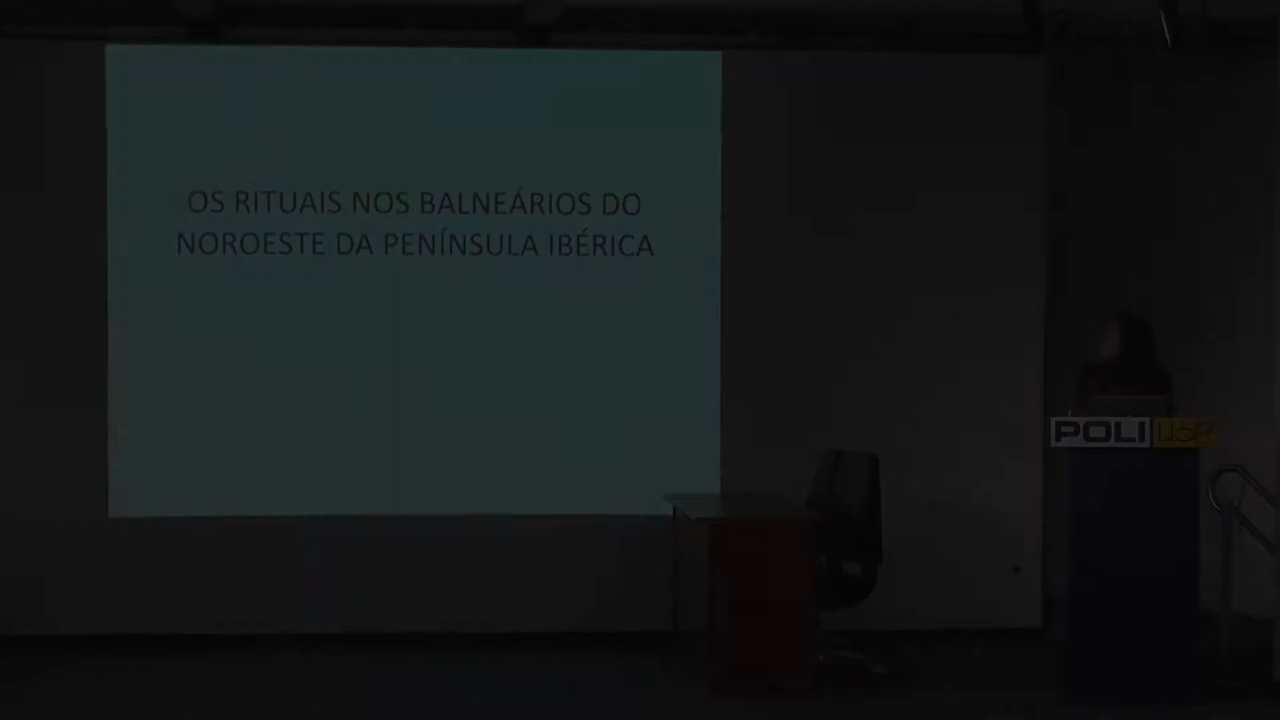 OS RITUAIS NOS BALNEÁRIOS DO
NOROESTE DA PENÍNSULA IBÉRICA
POLI USP